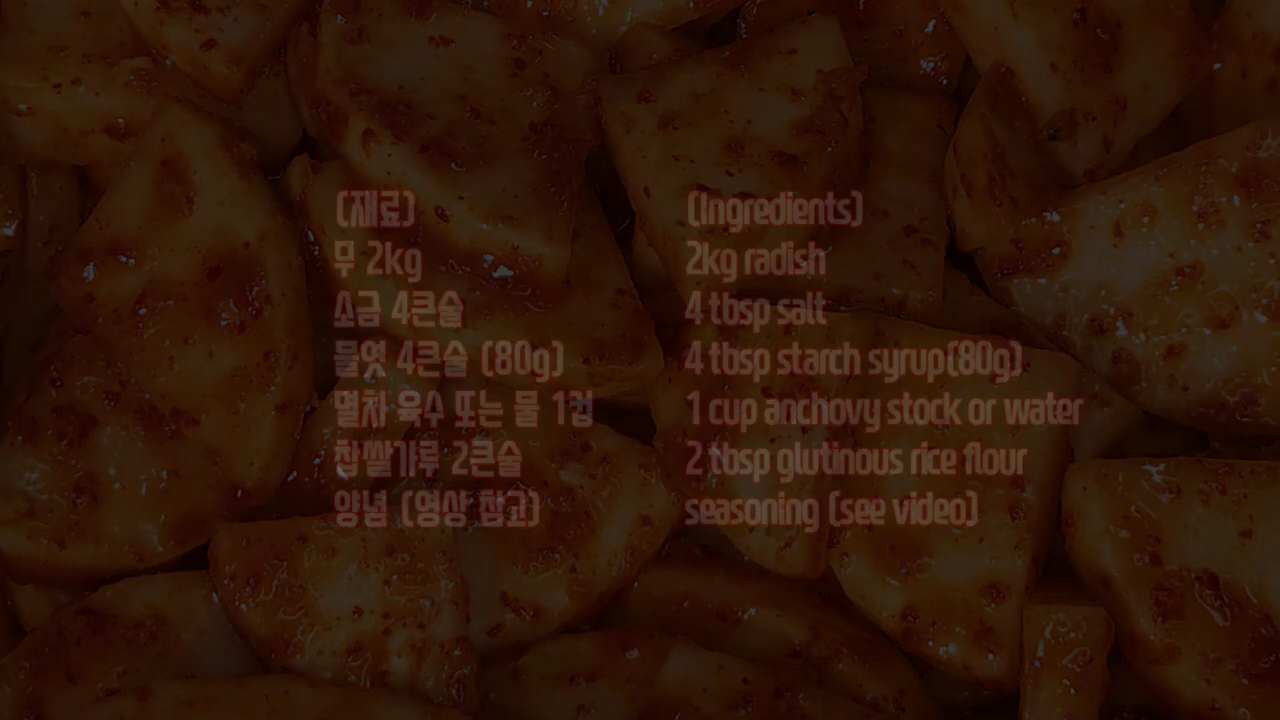 (재료)
무 2kg
소금 4큰술
물엿 4큰술 (80g)
멸치 육수 또는 물 1컵
찹쌀가루 2큰술
양념 (영상 참고)
(Ingredients)
2kg radish
4 tbsp salt
4 tbsp starch syrup(80g)
1 cup anchovy stock or water
2 tbsp glutinous rice flour
seasoning (see video)